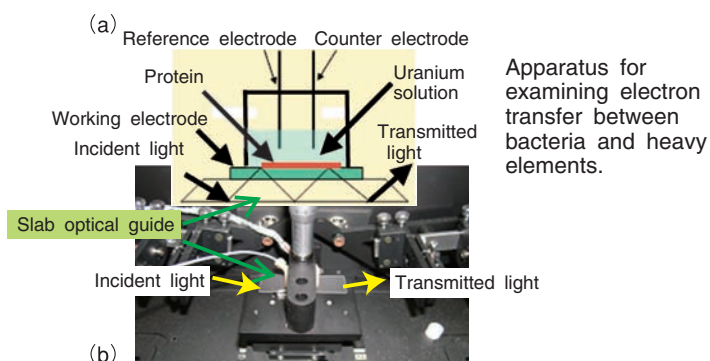 (a)
Reference electrode Counter electrode
Protein
Uranium
solution
Working electrode
Incident light
Transmitted
light
Slab optical guide
Incident light
Transmitted light
(b)
Apparatus for
examining electron
transfer between
bacteria and heavy
elements.